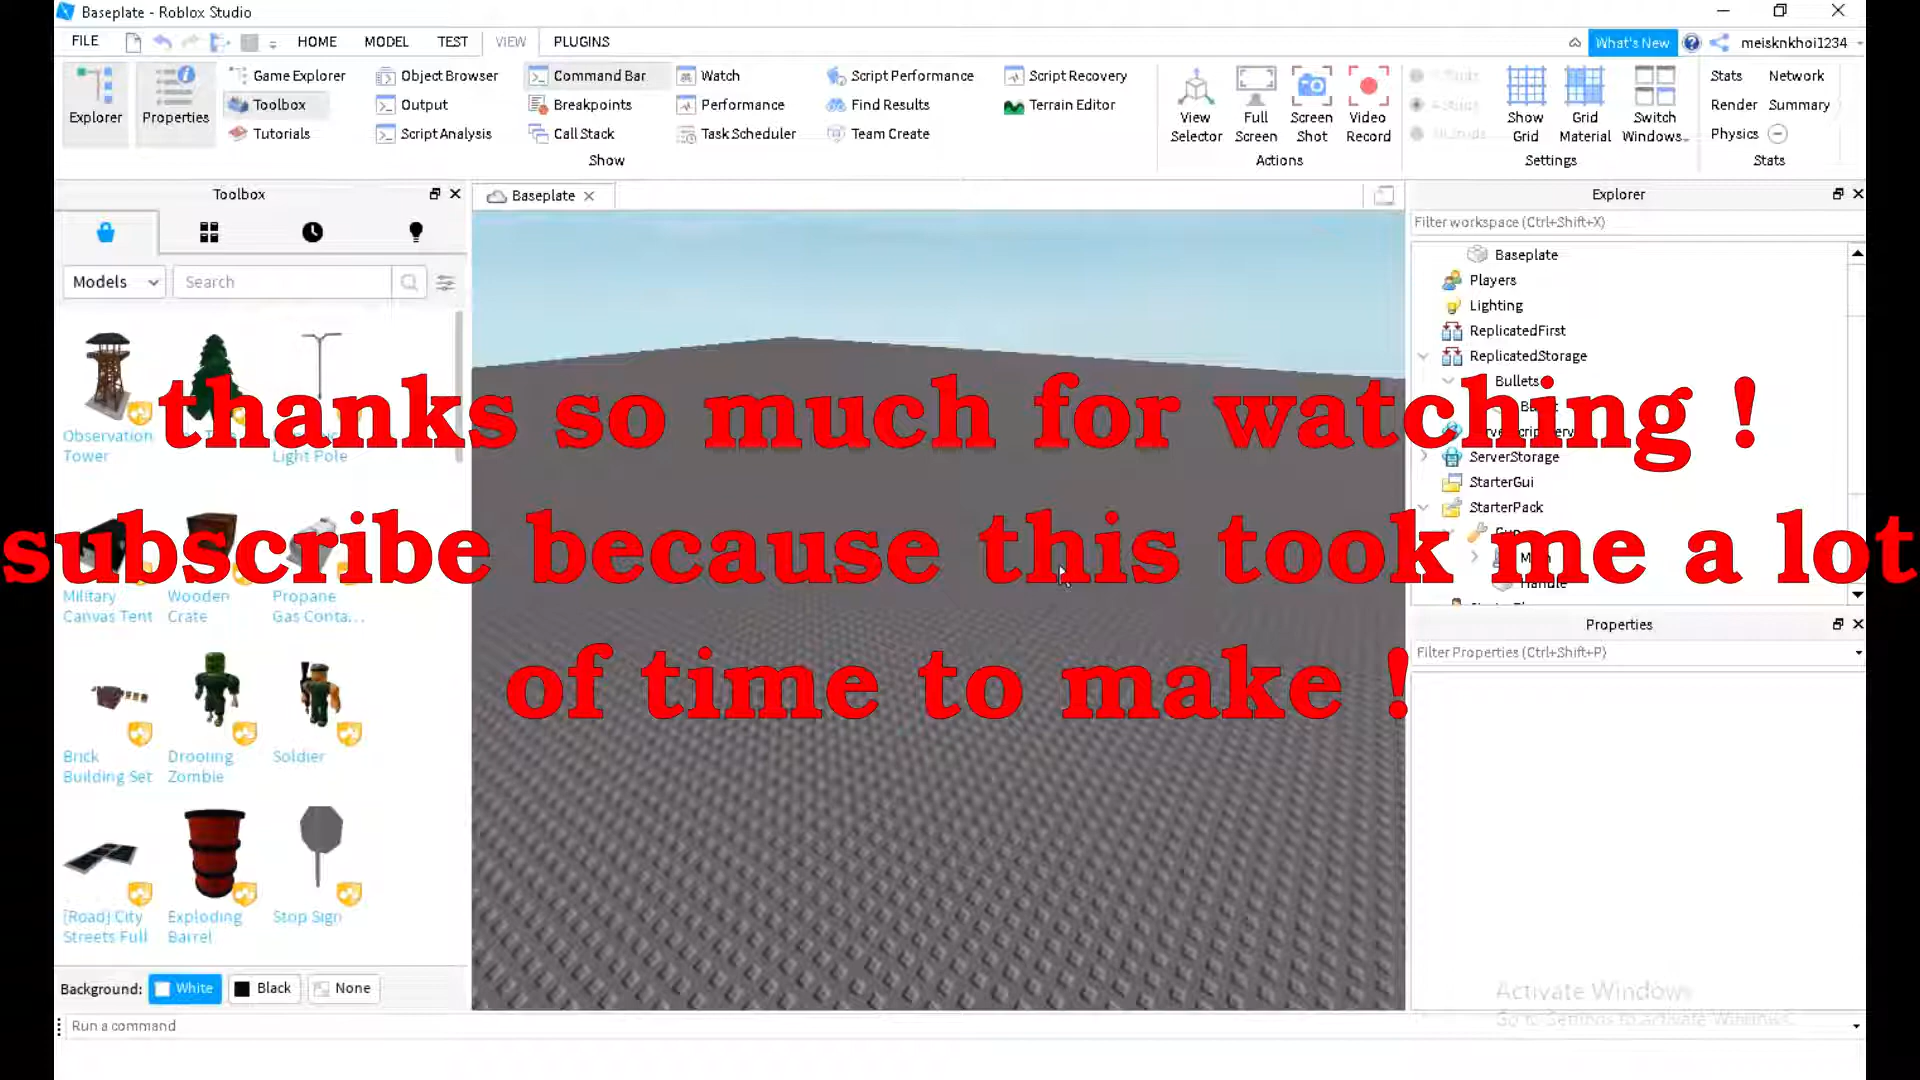 Baseplate - Roblox Studio
FILE HOME MODEL TEST VIEW PLUGINS
What's New meisknkhoi1234
Explorer
Properties
Game Explorer
Toolbox
Tutorials
Object Browser
Output
Script Analysis
Command Bar
Breakpoints
Call Stack
Watch
Performance
Task Scheduler
Script Performance
Find Results
Team Create
Script Recovery
Terrain Editor
Show
View
Selector
Full
Screen
Screen
Shot
Video
Record
Actions
Show
Grid
Grid
Material
Switch
Windows
Settings
Stats Network
Render Summary
Physics
Stats
Toolbox
Models Search
Observation
Tower
Light Pole
Military
Canvas Tent
Wooden
Crate
Propane
Gas Conta...
Brick
Building Set
Drooling
Zombie
Soldier
[Road] City
Streets Full
Exploding
Barrel
Stop Sign
Background: White Black None
Run a command
Baseplate
Explorer
Filter workspace (Ctrl+Shift+X)
Baseplate
Players
Lighting
ReplicatedFirst
ReplicatedStorage
Bullets
ServerStorage
StarterGui
StarterPack
Handle
Properties
Filter Properties (Ctrl+Shift+P)
thanks so much for watching !
subscribe because this took me a lot
of time to make !
Activate Windows
Go to Settings to activate Windows.